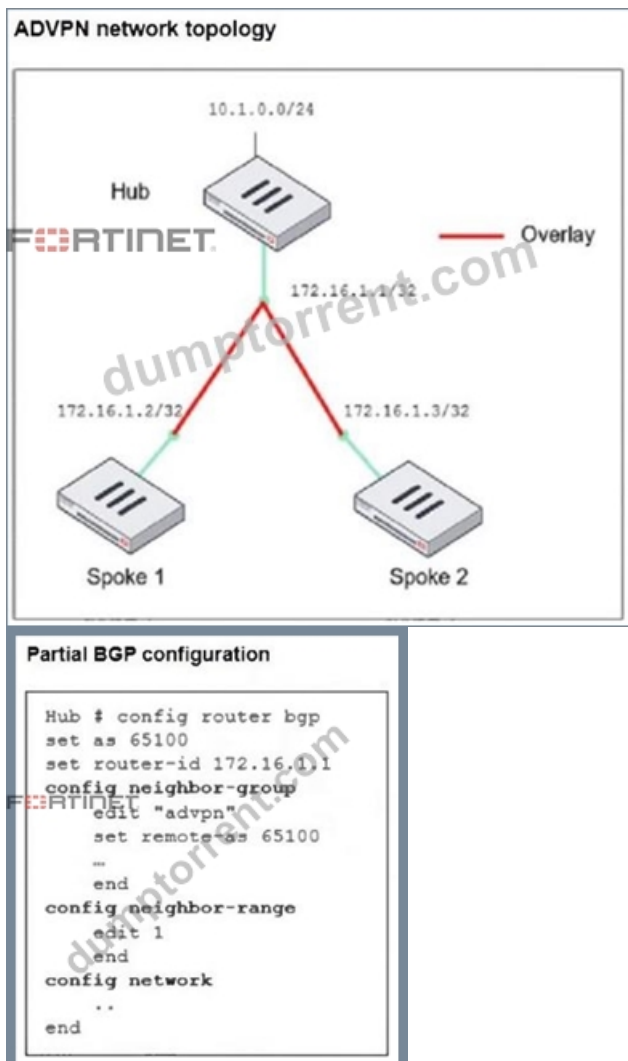 ADVPN network topology
10.1.0.0/24
Hub
FORTINET
Overlay
172.16.1.1/32
dumptorrent.com
172.16.1.2/32
172.16.1.3/32
Spoke 1
Spoke 2
Partial BGP configuration
Hub # config router bgp
set as 65100
set router-id 172.16.1.1
config neighbor-group
FORTINET
edit "advpn"
set remote-as 65100
...
end
config neighbor-range
edit 1
end
config network
..
end
dumptorrent.com